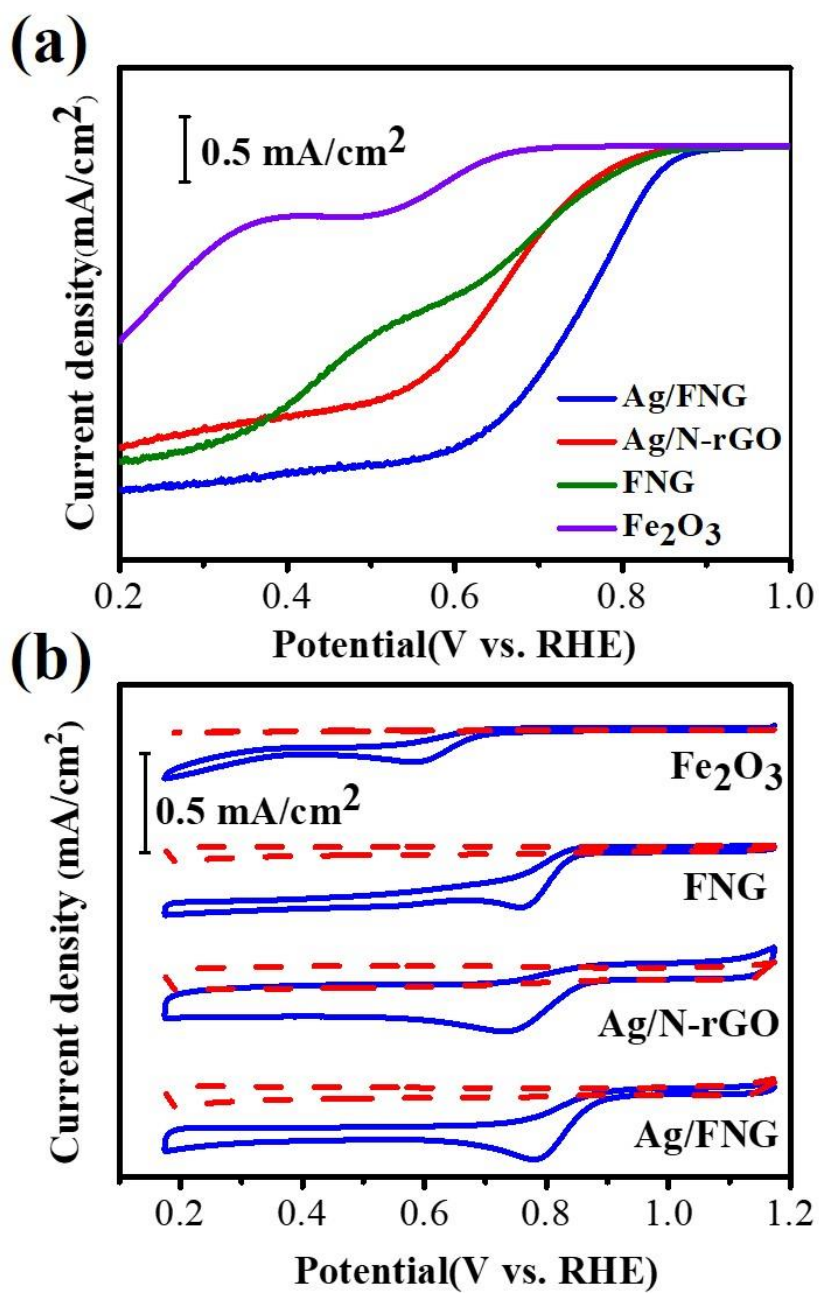 (a)
Current density(mA/cm²)
0.5 mA/cm²
Ag/FNG
Ag/N-rGO
FNG
Fe₂O₃
0.2 0.4 0.6 0.8 1.0
Potential(V vs. RHE)
(b)
Current density (mA/cm²)
Fe₂O₃
0.5 mA/cm²
FNG
Ag/N-rGO
Ag/FNG
0.2 0.4 0.6 0.8 1.0 1.2
Potential(V vs. RHE)